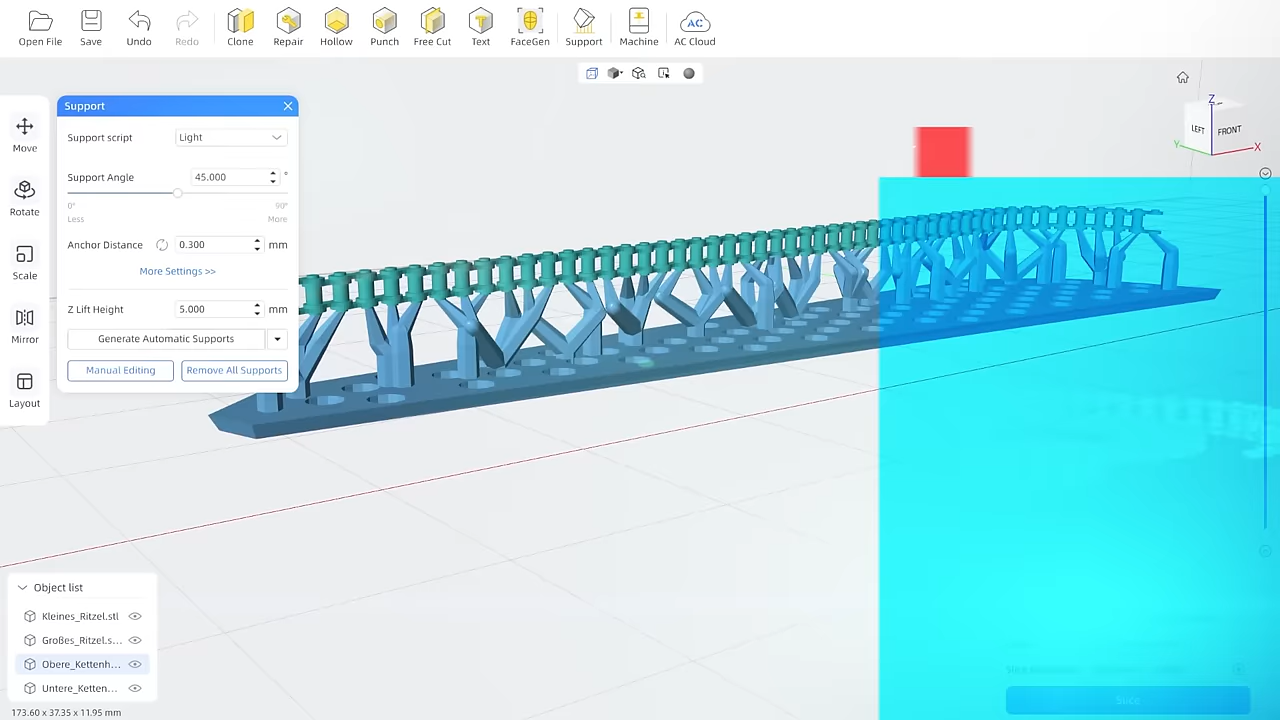 Open File
Save
Undo
Redo
Clone
Repair
Hollow
Punch
Free Cut
Text
FaceGen
Support
Machine
AC Cloud
AC
T
Support
Support script
Light
Support Angle
45.000
°
0°
90°
Less
More
Anchor Distance
0.300
mm
More Settings >>
Z Lift Height
5.000
mm
Generate Automatic Supports
Manual Editing
Remove All Supports
Move
Rotate
Scale
Mirror
Layout
Z
LEFT
FRONT
Y
X
Object list
Kleines_Ritzel.stl
Großes_Ritzel.s...
Obere_Kettenh...
Untere_Ketten...
173.60 x 37.35 x 11.95 mm
Slice